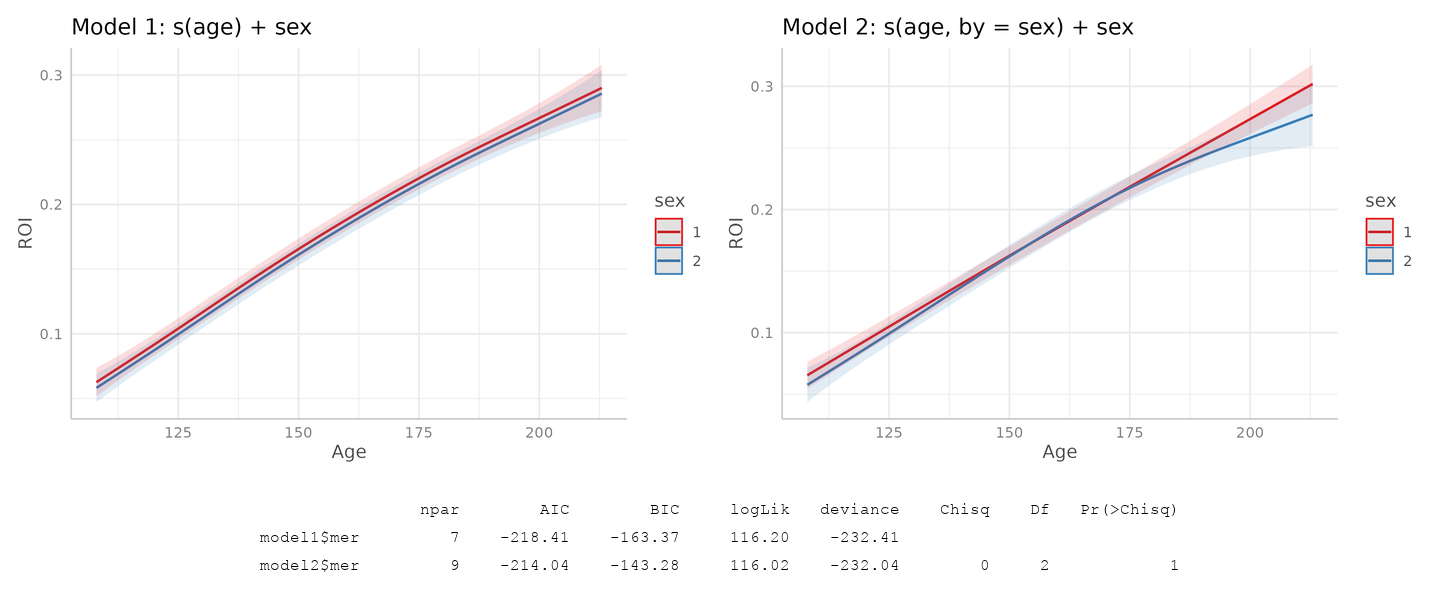 Model 1: s(age) + sex
0.3
0.2
0.1
ROI
125 150 175 200
Age
sex
1
2
Model 2: s(age, by = sex) + sex
0.3
0.2
0.1
ROI
125 150 175 200
Age
sex
1
2
npar AIC BIC logLik deviance Chisq Df Pr(>Chisq)
model1$mer 7 -218.41 -163.37 116.20 -232.41
model2$mer 9 -214.04 -143.28 116.02 -232.04 0 2 1